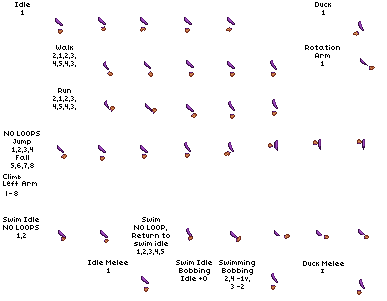 Idle
1
Duck
1
Walk
2,1,2,3,
4,5,4,3,
Rotation
Arm
1
Run
2,1,2,3,
4,5,4,3,
NO LOOPS
Jump
1,2,3,4
Fall
5,6,7,8
Climb
Left Arm
1-8
Swim Idle
NO LOOPS
1,2
Swim
NO LOOP,
Return to
swim idle
1,2,3,4,5
Swim Idle
Bobbing
Idle +0
Swimming
Bobbing
2,4 -1v,
3 -2
Idle Melee
1
Duck Melee
1